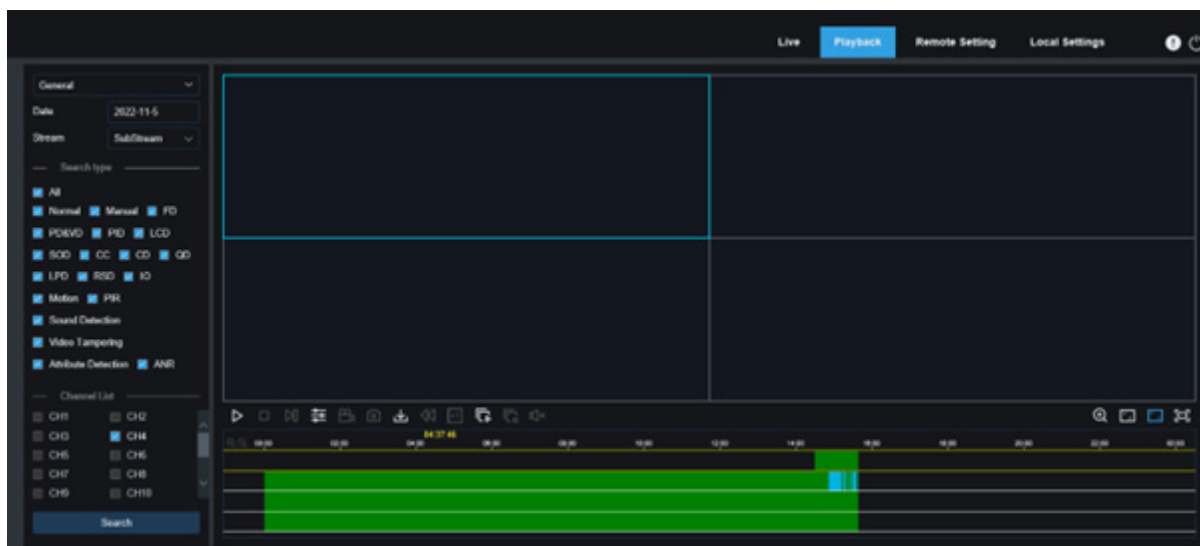 Live Playback Remote Setting Local Settings
General
Date 2022-11-5
Stream SubStream
Search type
All
Normal Manual FD
PD&VD PID LCD
SOD CC CD QD
LPD RSD IO
Motion PIR
Sound Detection
Video Tampering
Attribute Detection ANR
Channel List
CH1 CH2
CH3 CH4
CH5 CH6
CH7 CH8
CH9 CH10
Search
04:37:46
00:00 02:00 04:00 06:00 08:00 10:00 12:00 14:00 16:00 18:00 20:00 22:00 00:00